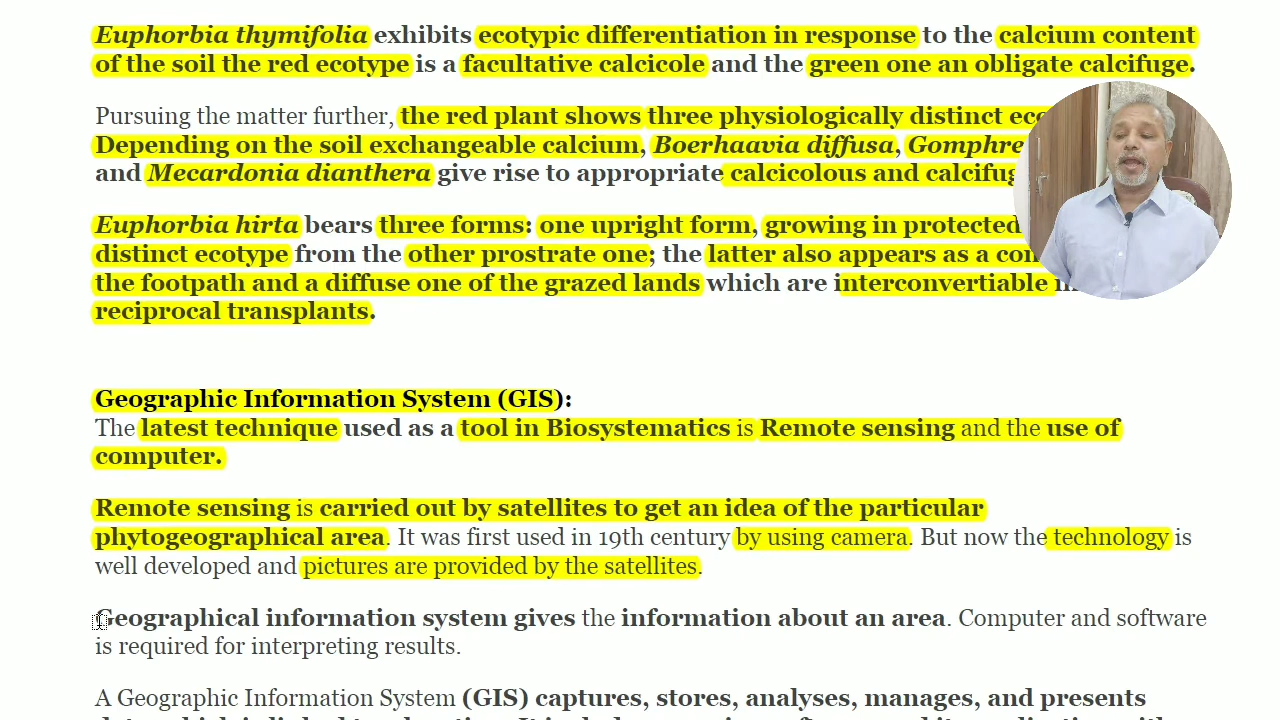 Euphorbia thymifolia exhibits ecotypic differentiation in response to the calcium content
of the soil the red ecotype is a facultative calcicole and the green one an obligate calcifuge.
Pursuing the matter further, the red plant shows three physiologically distinct
Depending on the soil exchangeable calcium, Boerhaavia diffusa,
and Mecardonia dianthera give rise to appropriate calcicolous and
Euphorbia hirta bears three forms: one upright form, growing in protected
distinct ecotype from the other prostrate one; the latter also appears as a
the footpath and a diffuse one of the grazed lands which are interconvertiable
reciprocal transplants.
Geographic Information System (GIS):
The latest technique used as a tool in Biosystematics is Remote sensing and the use of
computer.
Remote sensing is carried out by satellites to get an idea of the particular
phytogeographical area. It was first used in 19th century by using camera. But now the technology is
well developed and pictures are provided by the satellites.
Geographical information system gives the information about an area. Computer and software
is required for interpreting results.
A Geographic Information System (GIS) captures, stores, analyses, manages, and presents